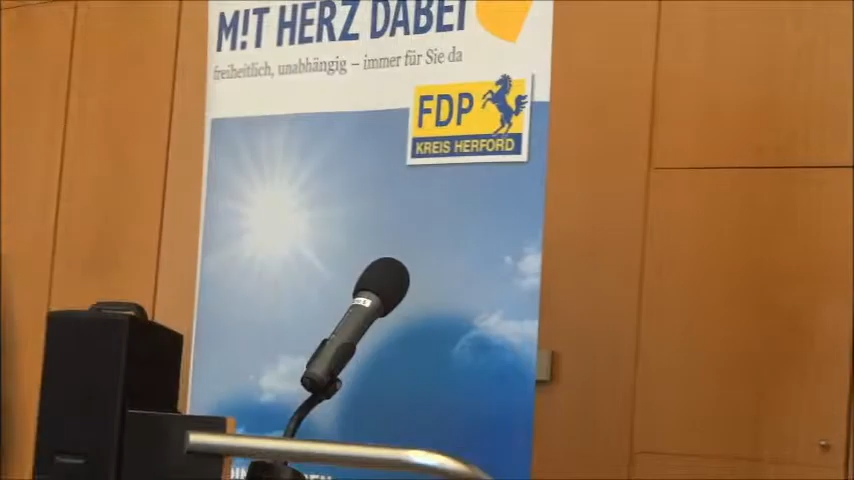 M!T HERZ DABEI
freiheitlich, unabhängig – immer für Sie da
FDP
KREIS HERFORD